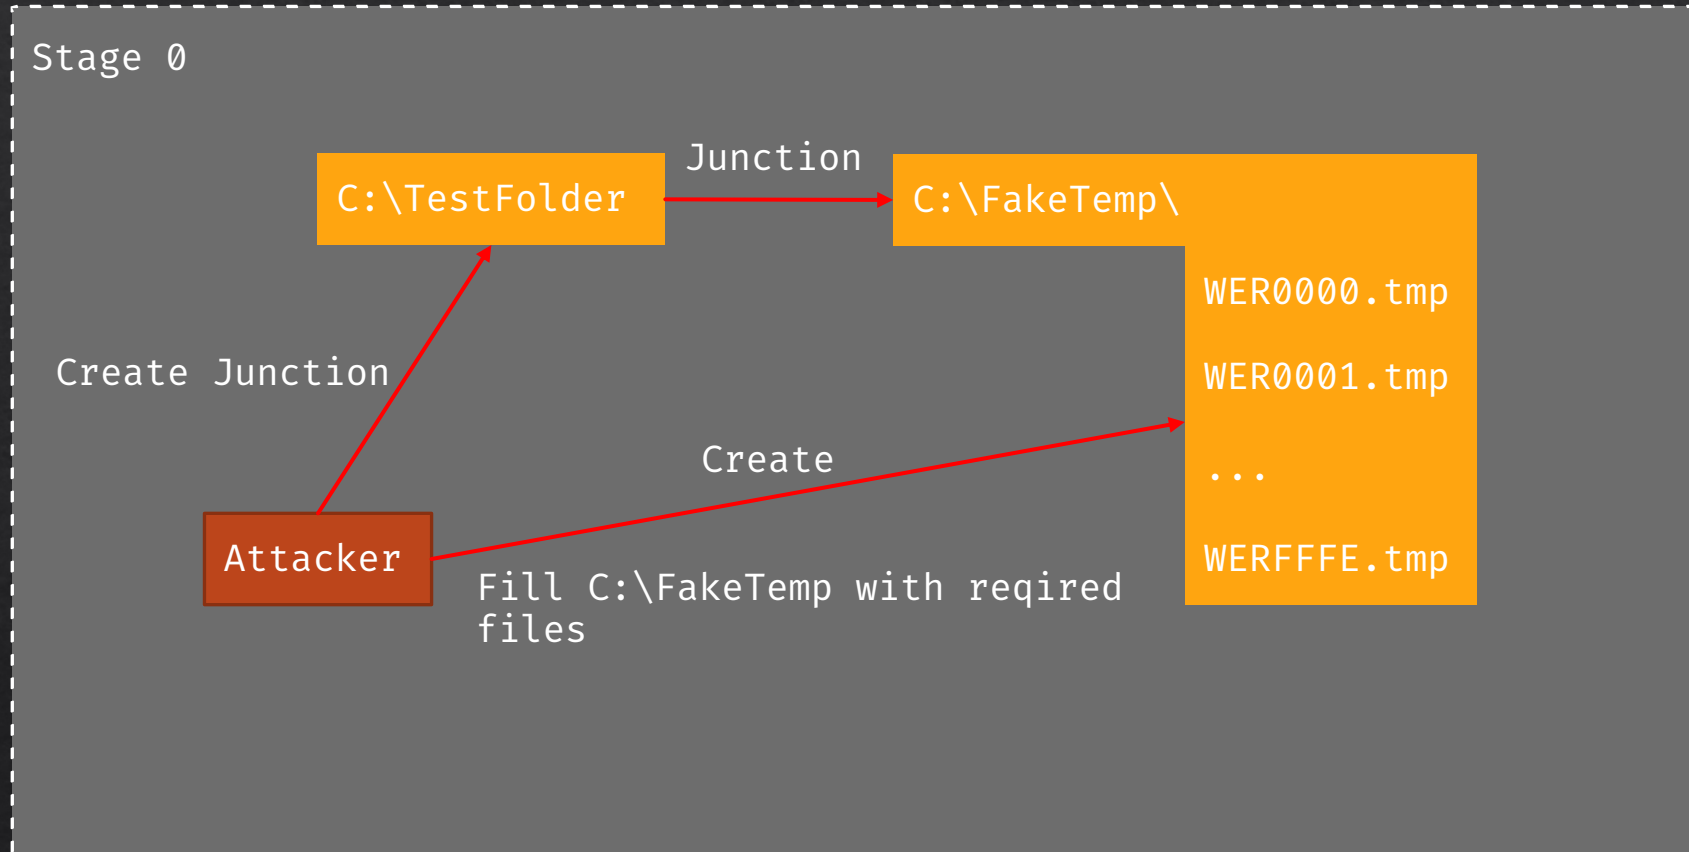 Stage 0
Junction
C:\TestFolder
C:\FakeTemp\
WER0000.tmp
WER0001.tmp
Create Junction
Create
...
WERFFFE.tmp
Attacker
Fill C:\FakeTemp with reqired
files